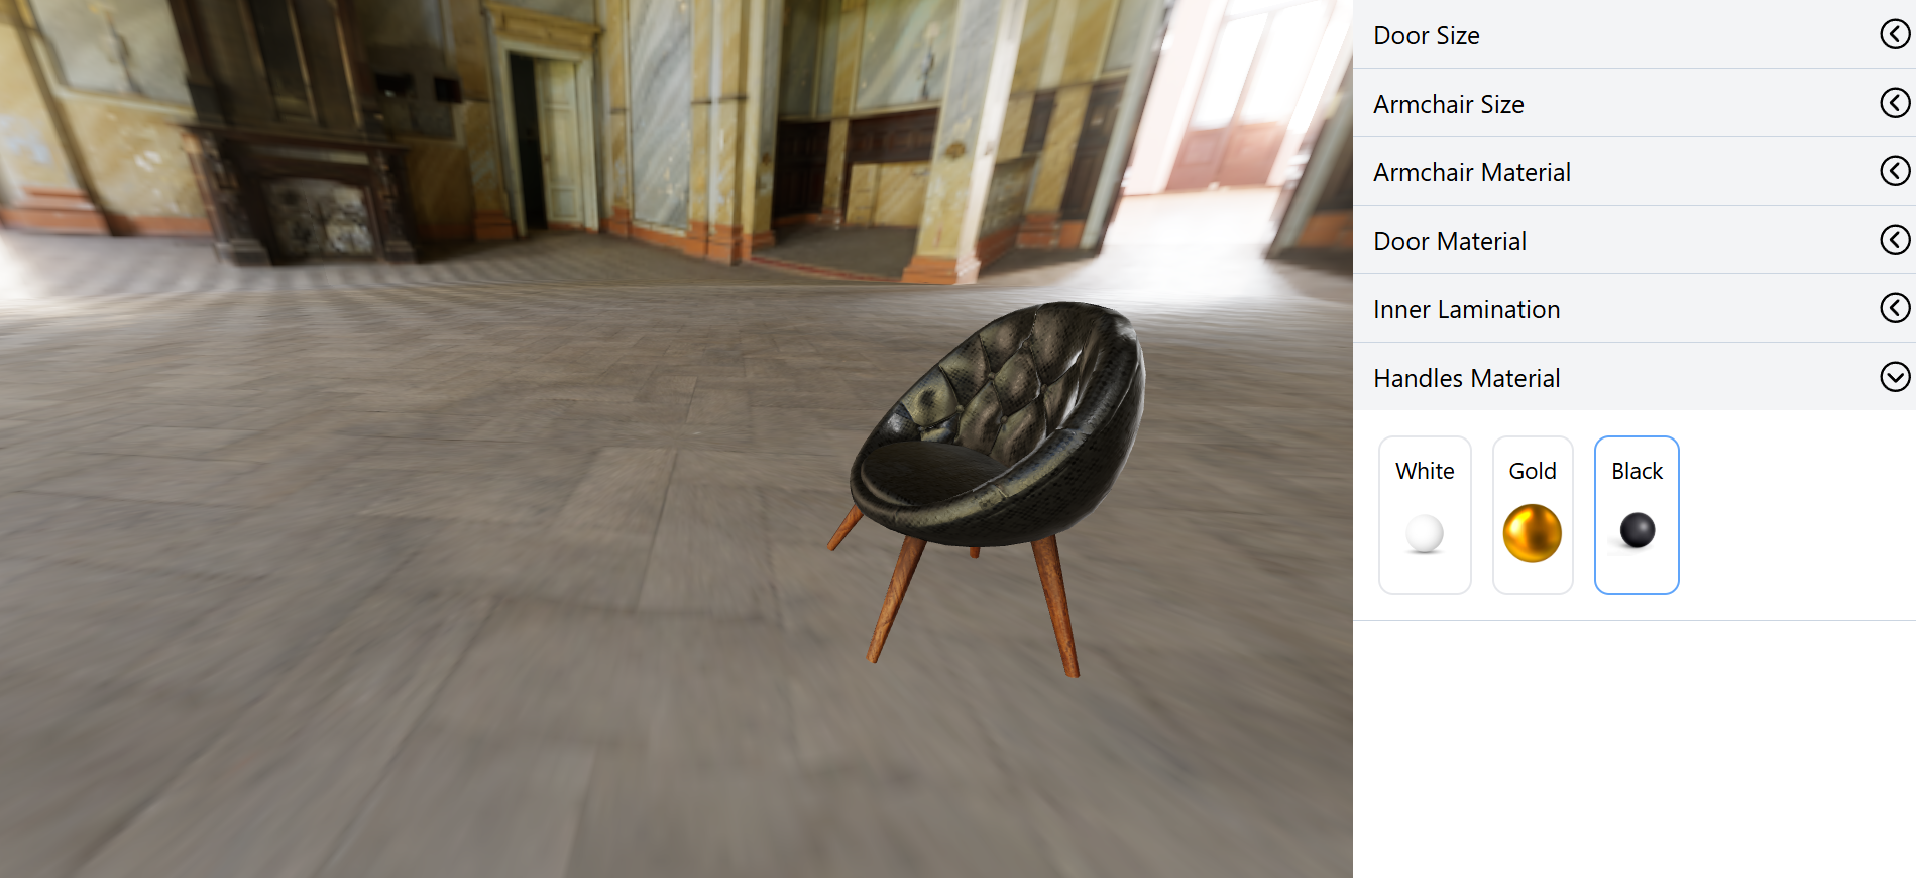 Door Size
Armchair Size
Armchair Material
Door Material
Inner Lamination
Handles Material
White
Gold
Black